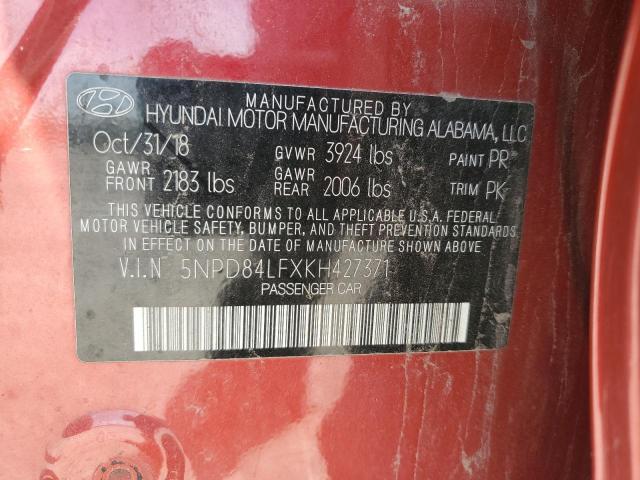 MANUFACTURED BY
HYUNDAI MOTOR MANUFACTURING ALABAMA, LLC
Oct/31/18 GVWR 3924 lbs PAINT PR
GAWR FRONT 2183 lbs GAWR REAR 2006 lbs TRIM PK
THIS VEHICLE CONFORMS TO ALL APPLICABLE U.S.A. FEDERAL
MOTOR VEHICLE SAFETY, BUMPER, AND THEFT PREVENTION STANDARDS
IN EFFECT ON THE DATE OF MANUFACTURE SHOWN ABOVE
V.I.N 5NPD84LFXKH427371
PASSENGER CAR